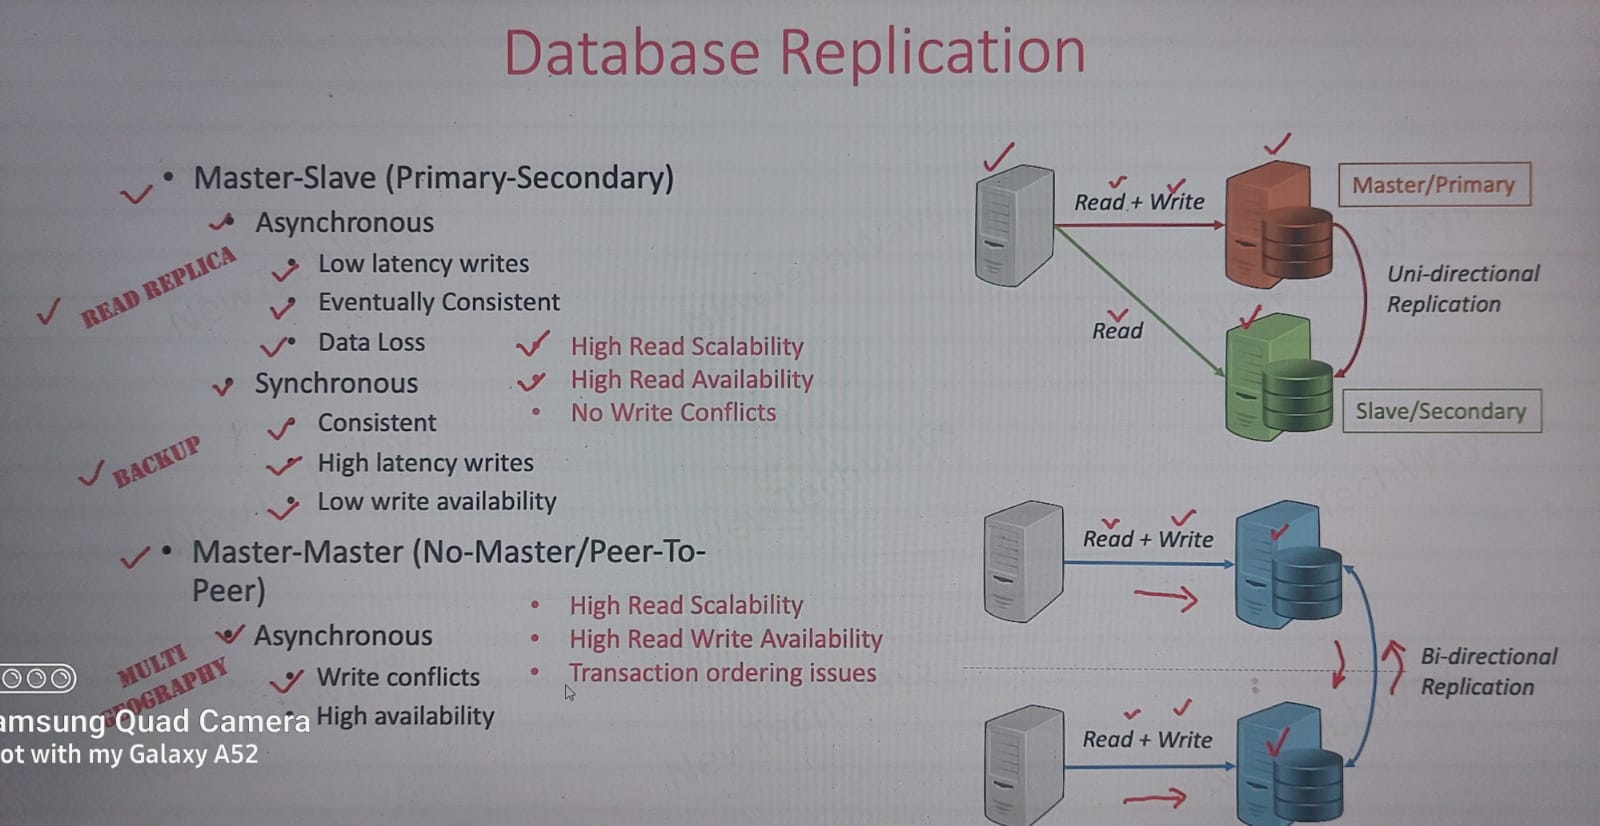 Database Replication
Master-Slave (Primary-Secondary)
Asynchronous
Low latency writes
Eventually Consistent
Data Loss
READ REPLICA
Synchronous
Consistent
High latency writes
Low write availability
BACKUP
High Read Scalability
High Read Availability
No Write Conflicts
Master-Master (No-Master/Peer-To-
Peer)
Asynchronous
Write conflicts
High availability
MULTI
GEOGRAPHY
High Read Scalability
High Read Write Availability
Transaction ordering issues
Read + Write
Master/Primary
Uni-directional
Replication
Read
Slave/Secondary
Read + Write
Bi-directional
Replication
Read + Write
amsung Quad Camera
ot with my Galaxy A52